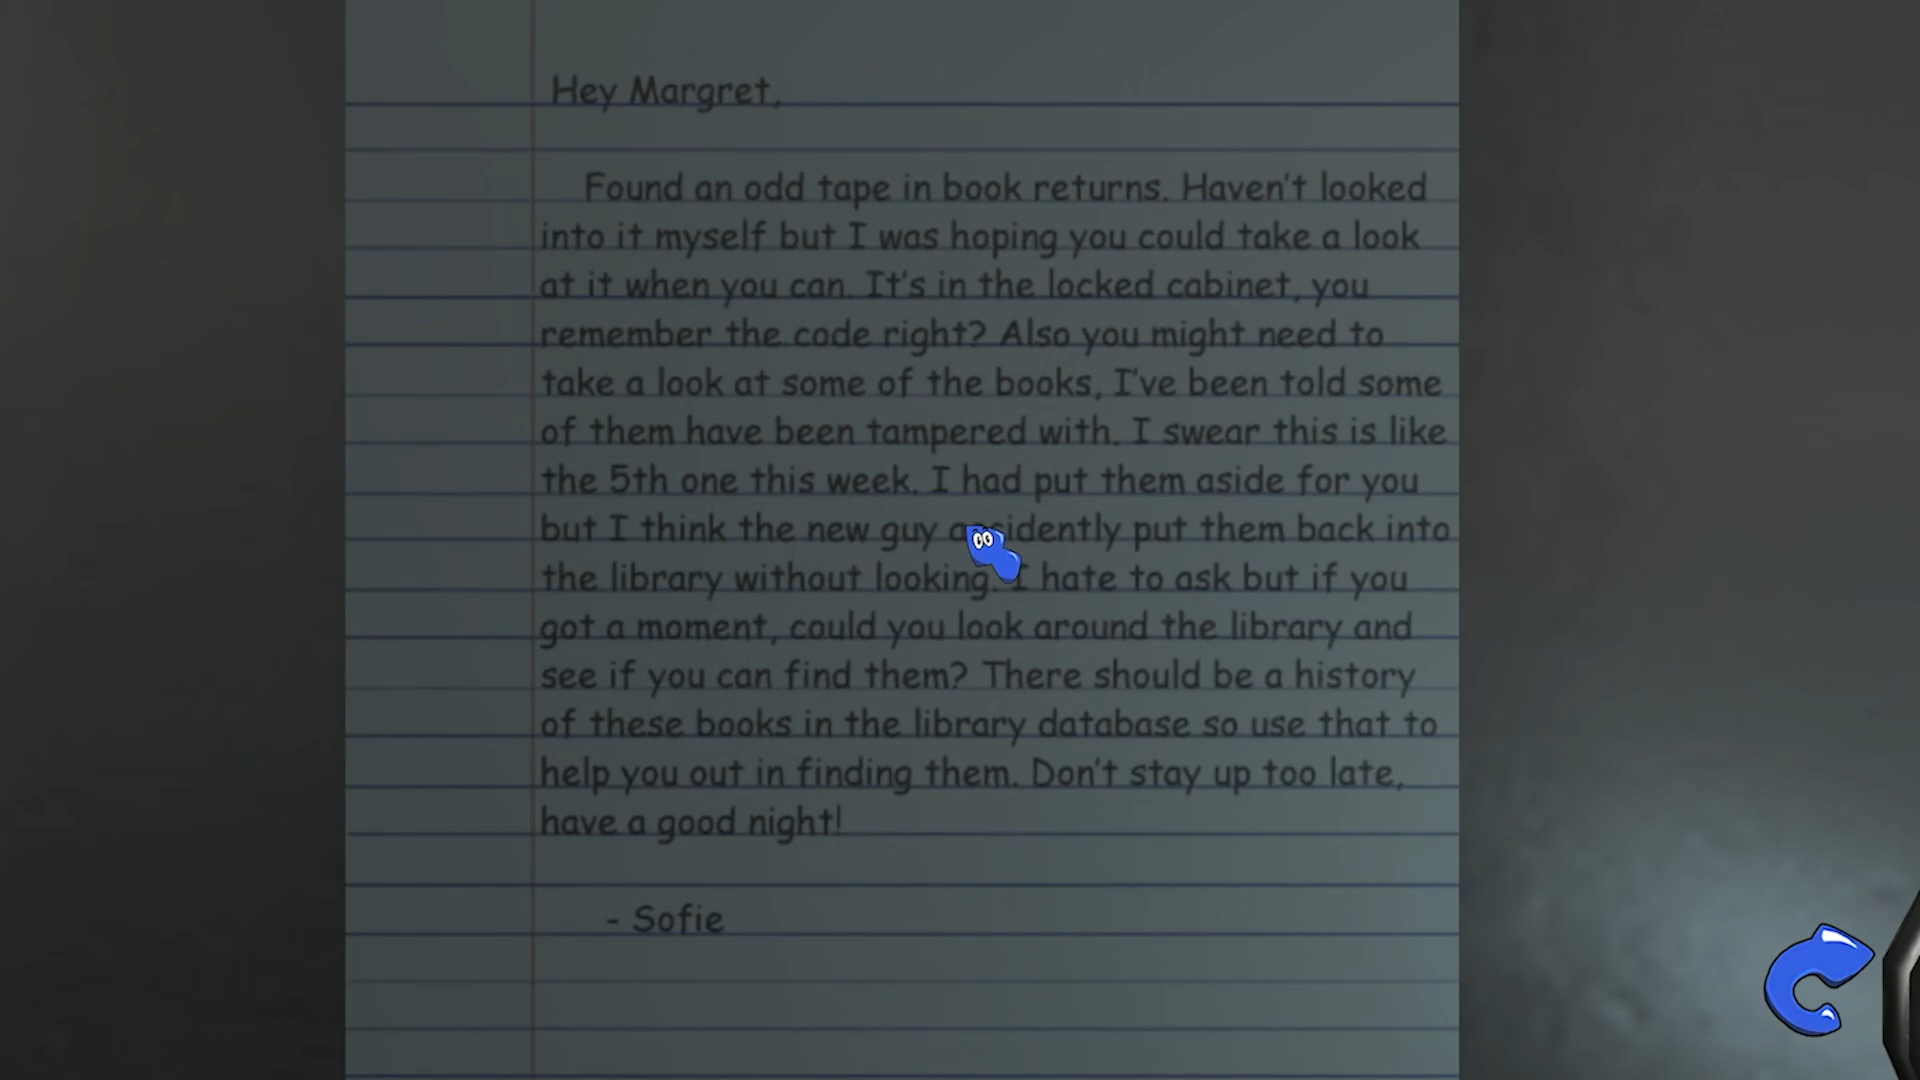 Hey Margret,
Found an odd tape in book returns. Haven't looked
into it myself but I was hoping you could take a look
at it when you can. It's in the locked cabinet, you
remember the code right? Also you might need to
take a look at some of the books, I've been told some
of them have been tampered with. I swear this is like
the 5th one this week. I had put them aside for you
but I think the new guy put them back into
the library without looking. I hate to ask but if you
got a moment, could you look around the library and
see if you can find them? There should be a history
of these books in the library database so use that to
help you out in finding them. Don't stay up too late,
have a good night!
- Sofie